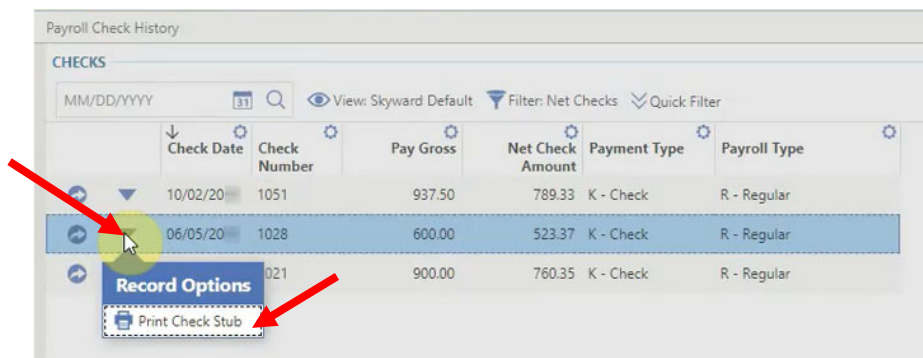 Payroll Check History
CHECKS
MM/DD/YYYY 31 View: Skyward Default Filter: Net Checks Quick Filter
Check Date Check Number Pay Gross Net Check Amount Payment Type Payroll Type
10/02/20 1051 937.50 789.33 K - Check R - Regular
06/05/20 1028 600.00 523.37 K - Check R - Regular
021 900.00 760.35 K - Check R - Regular
Record Options
Print Check Stub